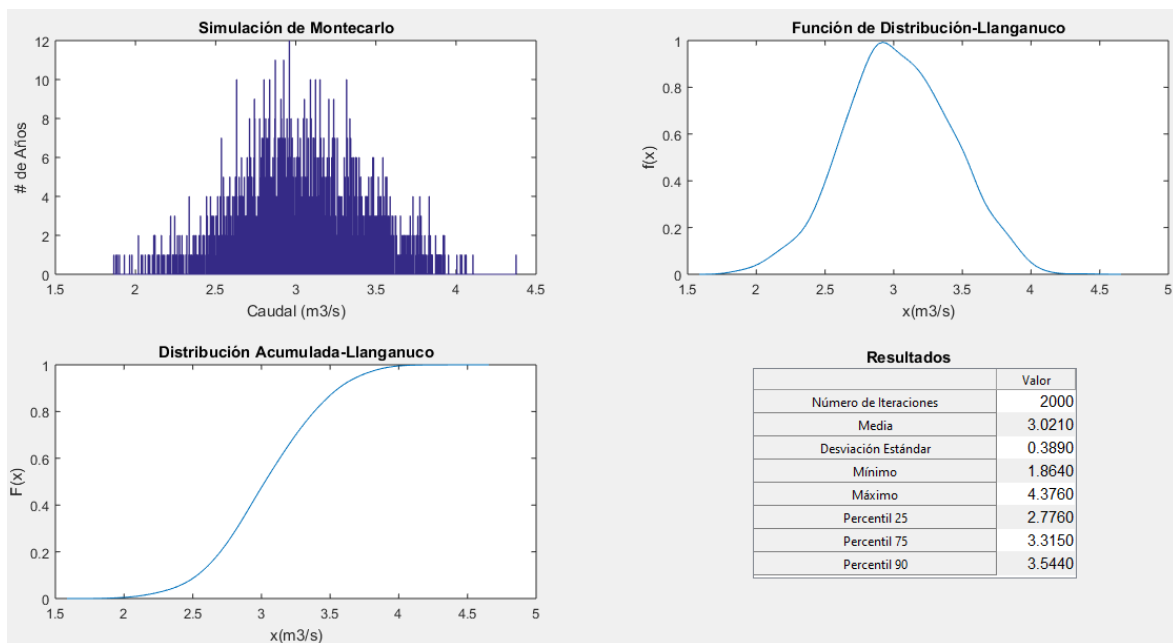 Simulación de Montecarlo
12
10
8
6
4
2
0
# de Años
1.5 2 2.5 3 3.5 4 4.5
Caudal (m3/s)
Función de Distribución-Llanganuco
1
0.8
0.6
0.4
0.2
0
f(x)
1.5 2 2.5 3 3.5 4 4.5 5
x(m3/s)
Distribución Acumulada-Llanganuco
1
0.8
0.6
0.4
0.2
0
F(x)
1.5 2 2.5 3 3.5 4 4.5 5
x(m3/s)
Resultados
Valor
Número de Iteraciones 2000
Media 3.0210
Desviación Estándar 0.3890
Mínimo 1.8640
Máximo 4.3760
Percentil 25 2.7760
Percentil 75 3.3150
Percentil 90 3.5440